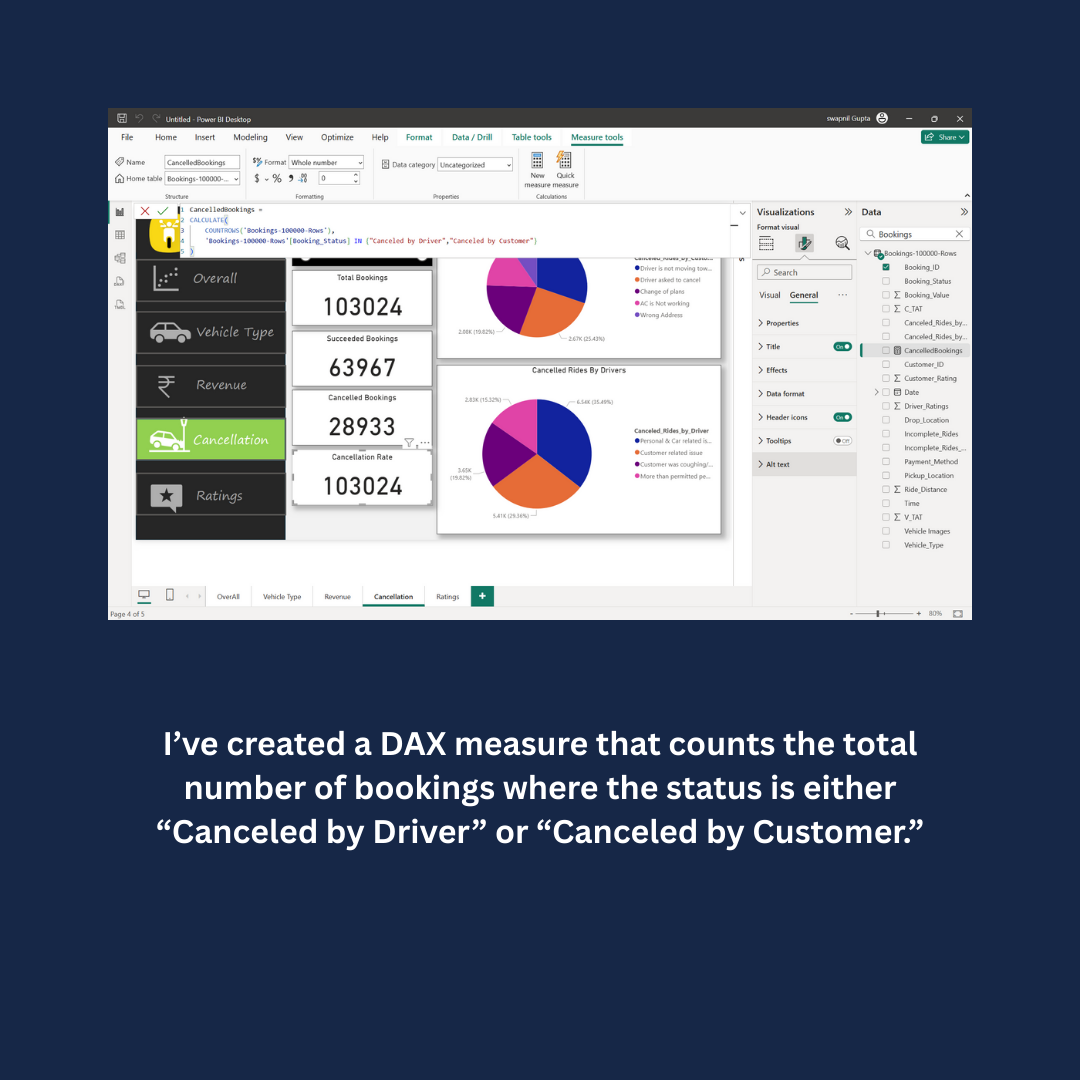 Untitled - Power BI Desktop
swapnil Gupta
File Home Insert Modeling View Optimize Help Format Data / Drill Table tools Measure tools
Share
Name CancelledBookings
Home table Bookings-100000-...
Structure
Format Whole number
$ % 0
Formatting
Data category Uncategorized
Properties
New measure
Quick measure
Calculations
1 CancelledBookings =
2 CALCULATE(
3 COUNTROWS('Bookings-100000-Rows'),
4 'Bookings-100000-Rows'[Booking_Status] IN {"Canceled by Driver","Canceled by Customer"}
5 )
Overall
Vehicle Type
Revenue
Cancellation
Ratings
Total Bookings
103024
Succeeded Bookings
63967
Cancelled Bookings
28933
Cancellation Rate
103024
Driver is not moving tow...
Driver asked to cancel
Change of plans
AC is Not working
Wrong Address
2.08K (19.82%)
2.67K (25.43%)
Cancelled Rides By Drivers
2.83K (15.32%)
6.54K (35.49%)
3.65K
(19.82%)
5.41K (29.36%)
Canceled_Rides_by_Driver
Personal & Car related is...
Customer related issue
Customer was coughing/...
More than permitted pe...
Visualizations
Format visual
Search
Visual General ...
Properties
Title On
Effects
Data format
Header icons On
Tooltips Off
Alt text
Data
Bookings
Bookings-100000-Rows
Booking_ID
Booking_Status
Booking_Value
C_TAT
Canceled_Rides_by...
Canceled_Rides_by...
CancelledBookings
Customer_ID
Customer_Rating
Date
Driver_Ratings
Drop_Location
Incomplete_Rides
Incomplete_Rides_...
Payment_Method
Pickup_Location
Ride_Distance
Time
V_TAT
Vehicle Images
Vehicle_Type
OverAll Vehicle Type Revenue Cancellation Ratings +
Page 4 of 5
- + 80%
I’ve created a DAX measure that counts the total
number of bookings where the status is either
“Canceled by Driver” or “Canceled by Customer.”